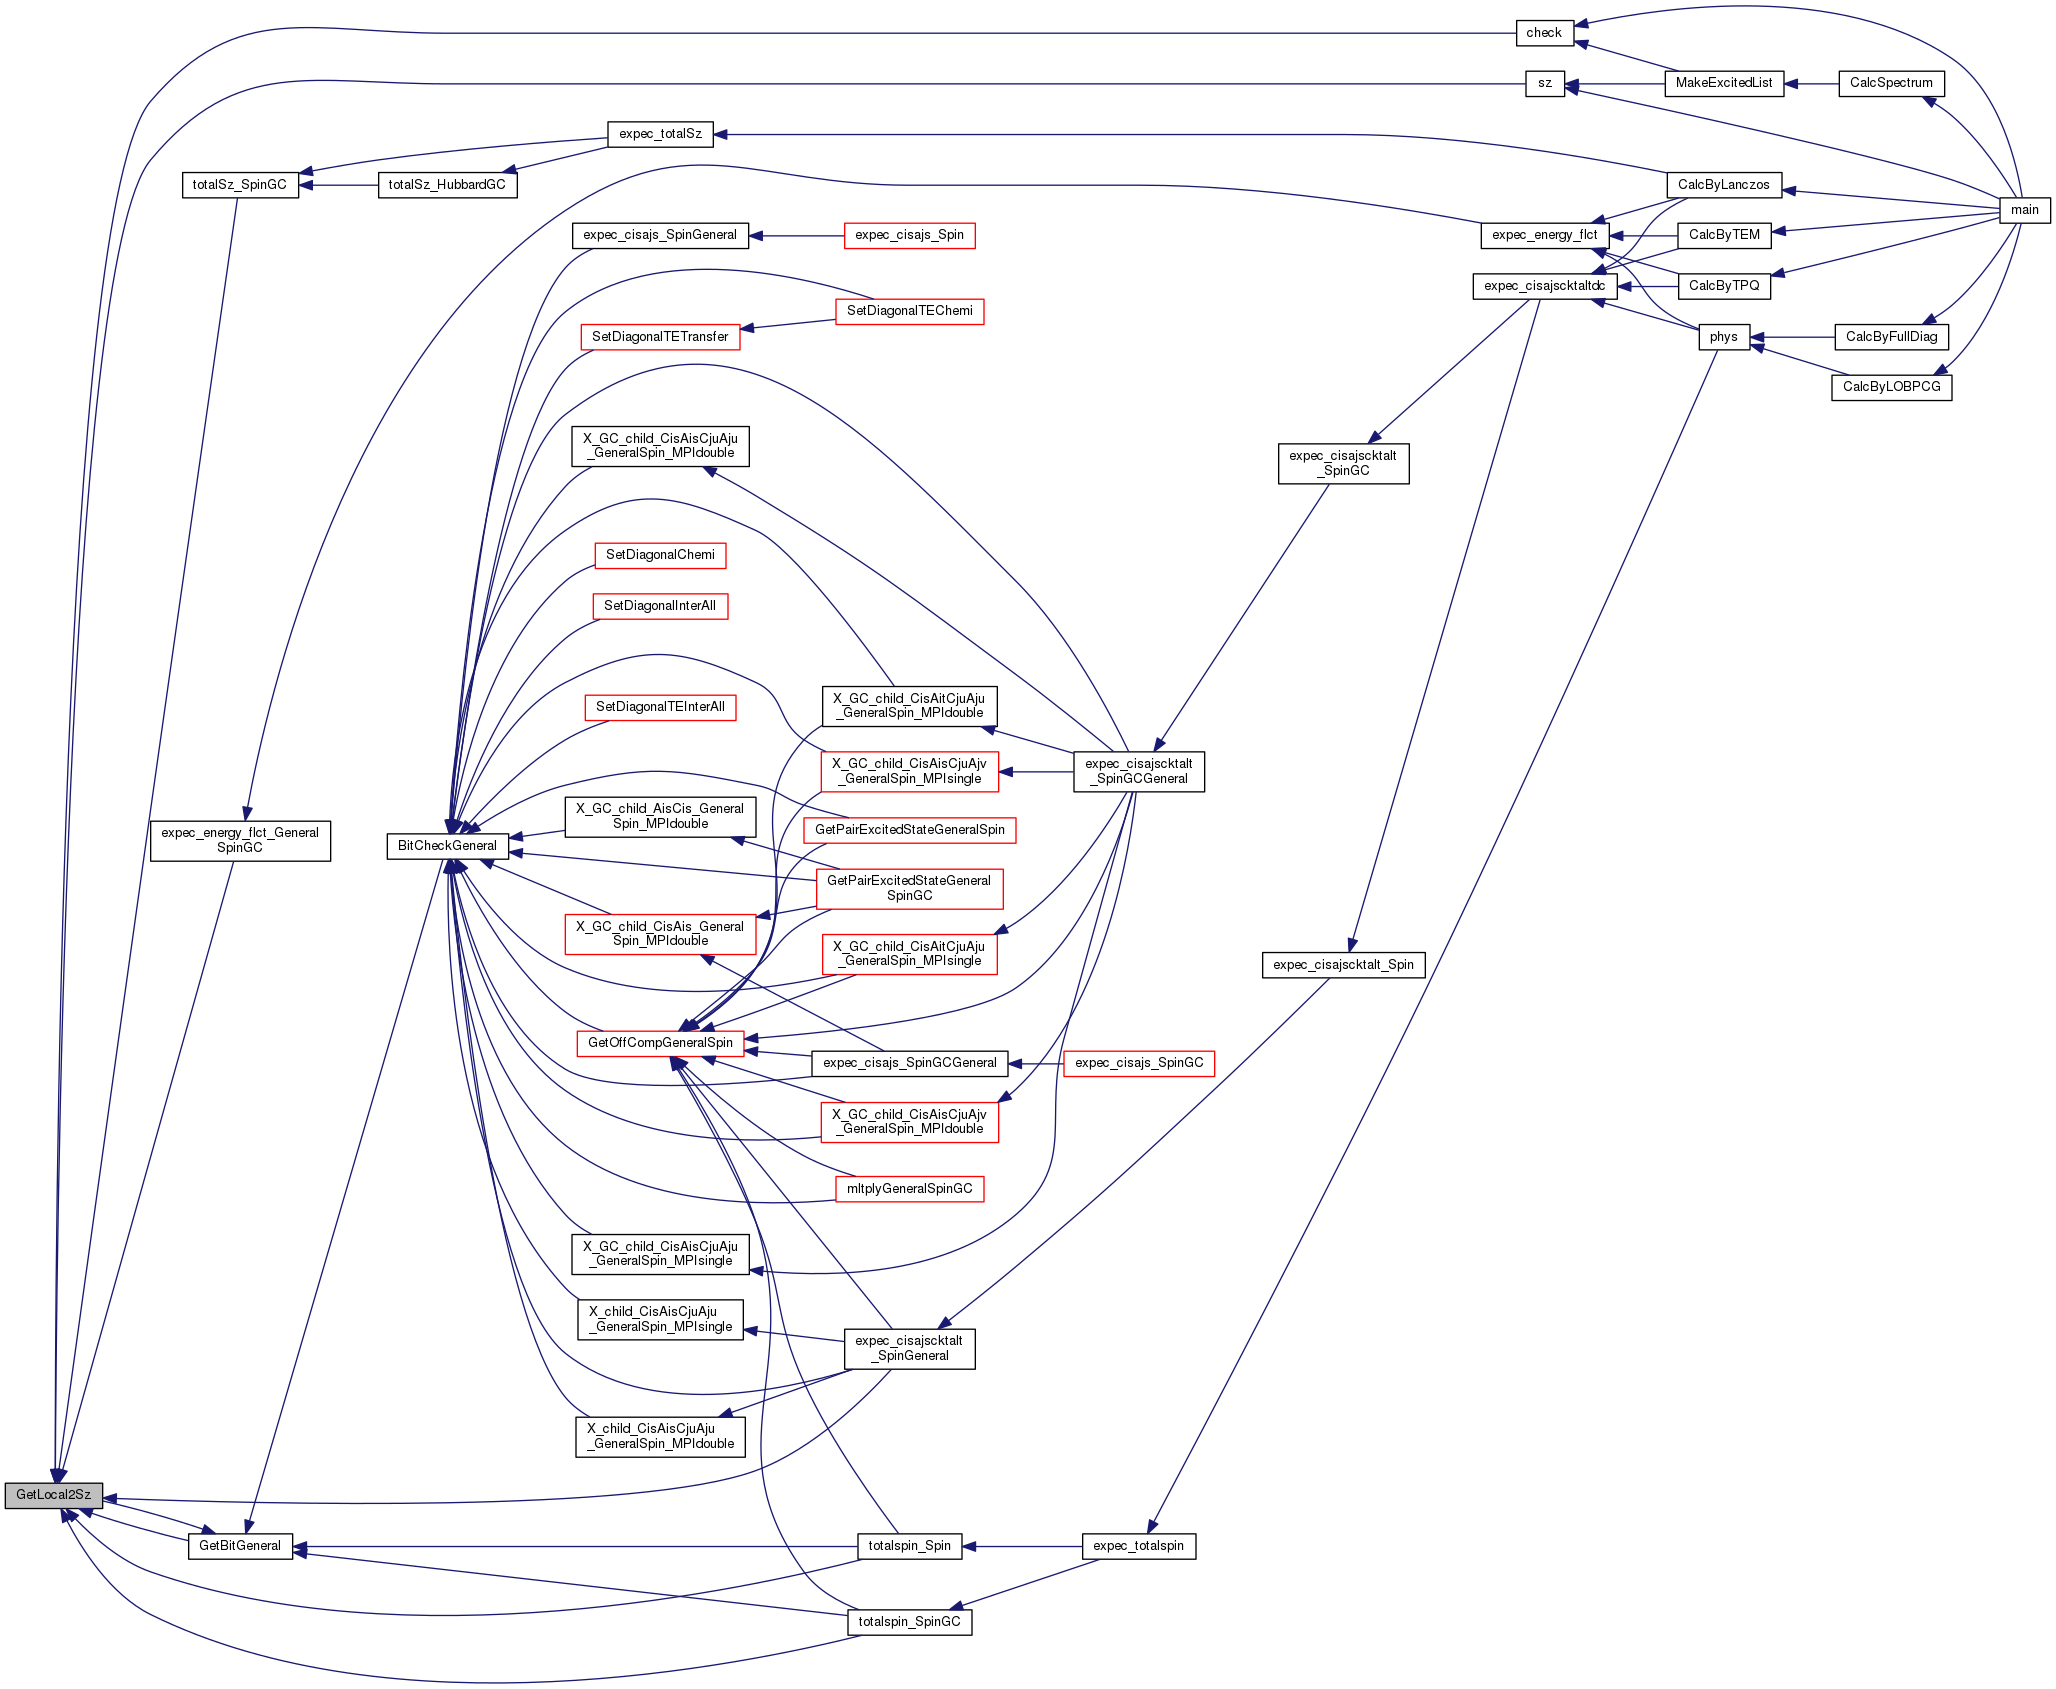 check
sz
MakeExcitedList
CalcSpectrum
expec_totalSz
totalSz_SpinGC
totalSz_HubbardGC
CalcByLanczos
main
expec_cisajs_SpinGeneral
expec_cisajs_Spin
expec_energy_flct
CalcByTEM
expec_cisajscktaltdc
CalcByTPQ
SetDiagonalTEChemi
SetDiagonalTETransfer
phys
CalcByFullDiag
CalcByLOBPCG
X_GC_child_CisAisCjuAju
_GeneralSpin_MPIdouble
expec_cisajscktalt
_SpinGC
SetDiagonalChemi
SetDiagonalInterAll
SetDiagonalTEInterAll
X_GC_child_CisAitCjuAju
_GeneralSpin_MPIdouble
X_GC_child_CisAisCjuAjv
_GeneralSpin_MPIsingle
expec_cisajscktalt
_SpinGCGeneral
X_GC_child_AisCis_General
Spin_MPIdouble
GetPairExcitedStateGeneralSpin
expec_energy_flct_General
SpinGC
BitCheckGeneral
GetPairExcitedStateGeneral
SpinGC
X_GC_child_CisAis_General
Spin_MPIdouble
X_GC_child_CisAitCjuAju
_GeneralSpin_MPIsingle
expec_cisajscktalt_Spin
GetOffCompGeneralSpin
expec_cisajs_SpinGCGeneral
expec_cisajs_SpinGC
X_GC_child_CisAisCjuAjv
_GeneralSpin_MPIdouble
mltplyGeneralSpinGC
X_GC_child_CisAisCjuAju
_GeneralSpin_MPIsingle
X_child_CisAisCjuAju
_GeneralSpin_MPIsingle
expec_cisajscktalt
_SpinGeneral
X_child_CisAisCjuAju
_GeneralSpin_MPIdouble
GetLocal2Sz
GetBitGeneral
totalspin_Spin
expec_totalspin
totalspin_SpinGC